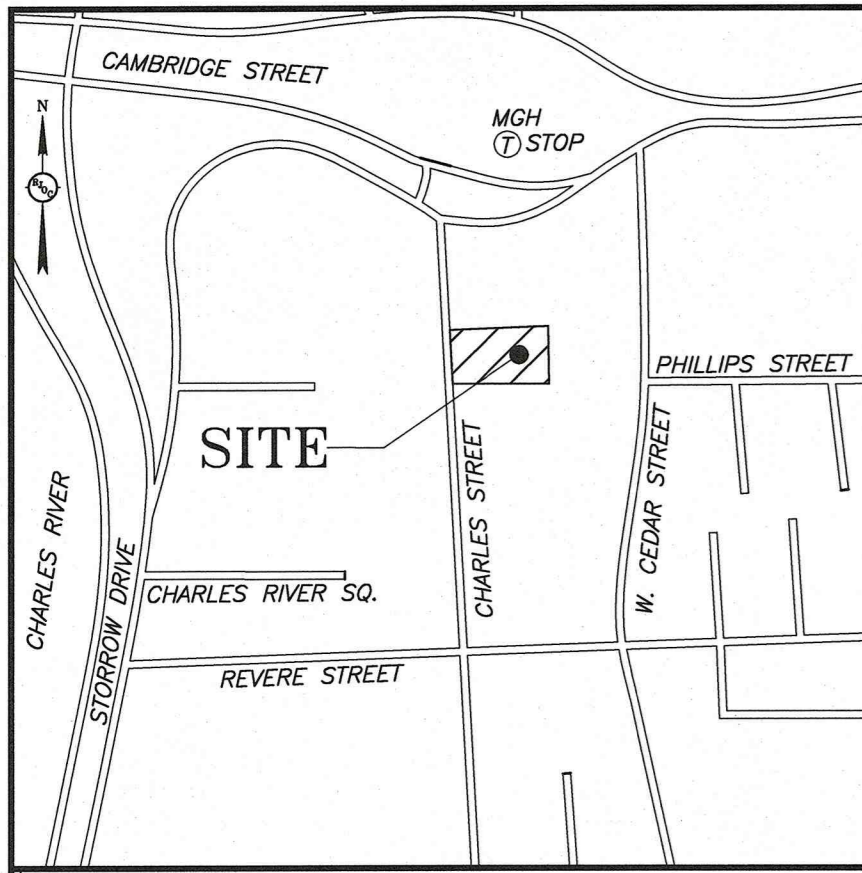 CAMBRIDGE STREET
N
MGH
T STOP
PHILLIPS STREET
SITE
CHARLES STREET
W. CEDAR STREET
CHARLES RIVER
STORROW DRIVE
CHARLES RIVER SQ.
REVERE STREET